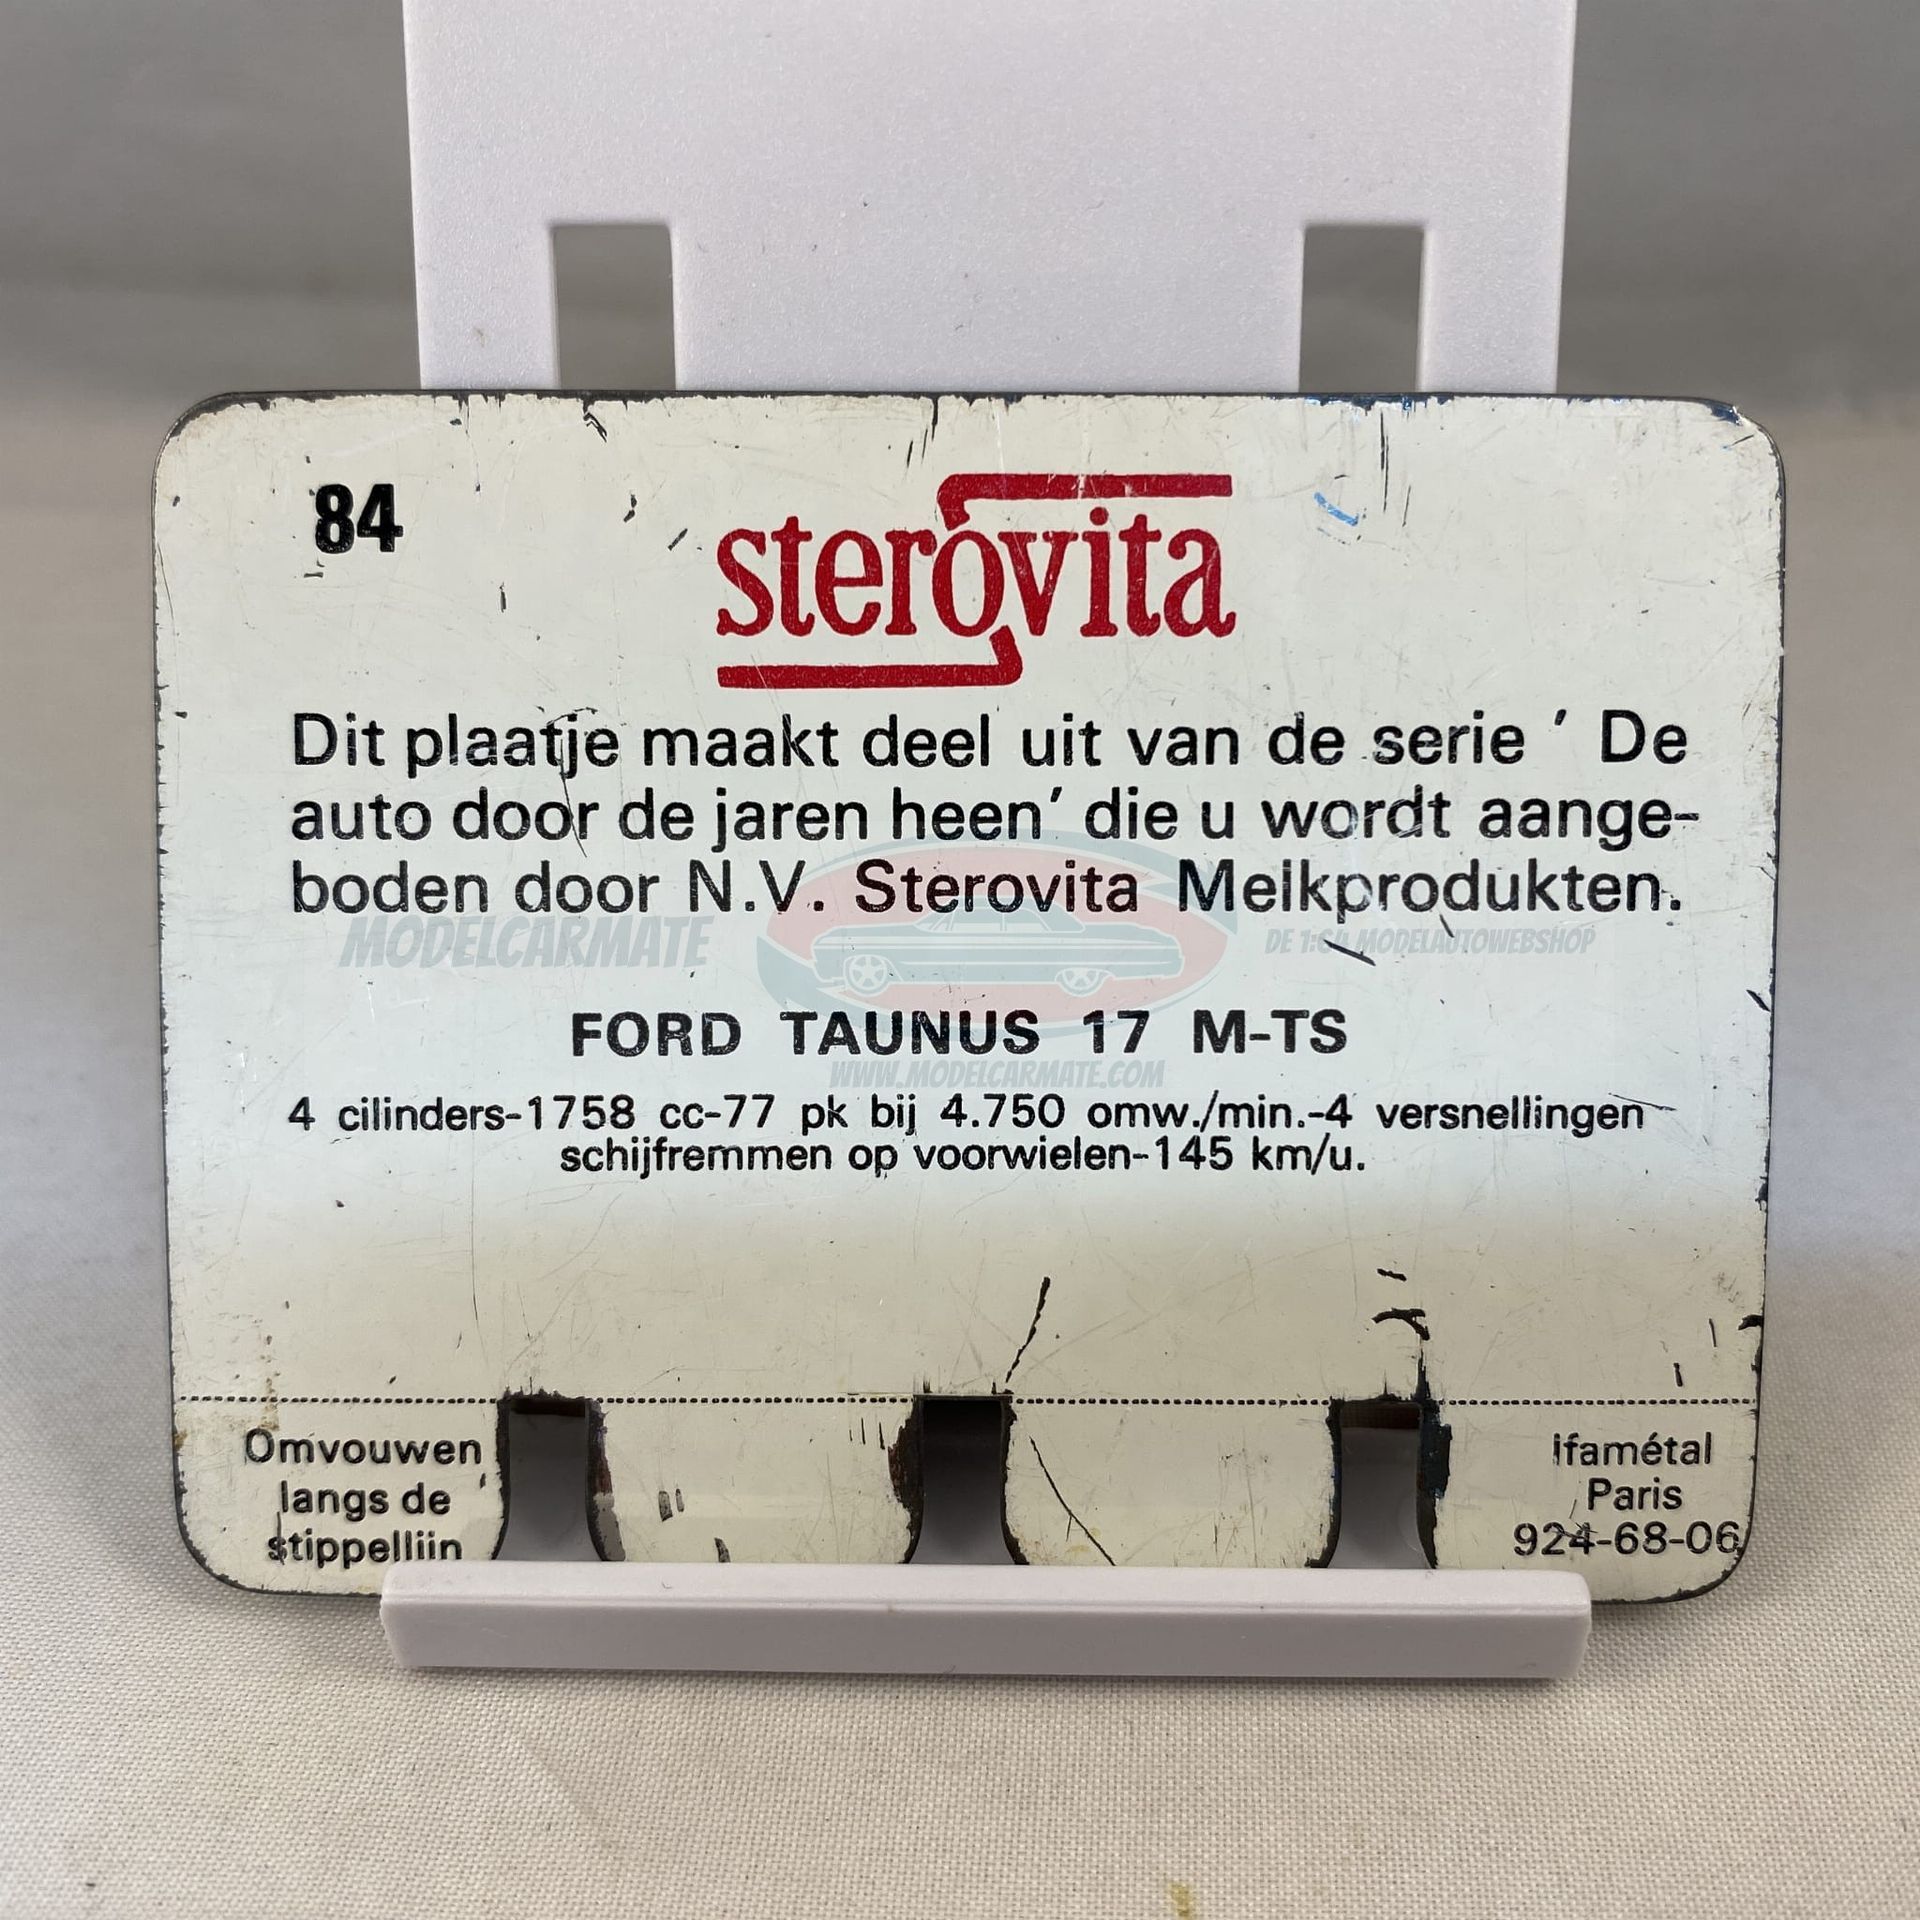 84
sterovita
Dit plaatje maakt deel uit van de serie ' De
auto door de jaren heen' die u wordt aange-
boden door N.V. Sterovita Melkprodukten.
MODELCARMATE
DE 1:64 MODELAUTOWEBSHOP
FORD TAUNUS 17 M-TS
WWW.MODELCARMATE.COM
4 cilinders-1758 cc-77 pk bij 4.750 omw./min.-4 versnellingen
schijfremmen op voorwielen-145 km/u.
Omvouwen
langs de
stippellijn
Ifamétal
Paris
924-68-06